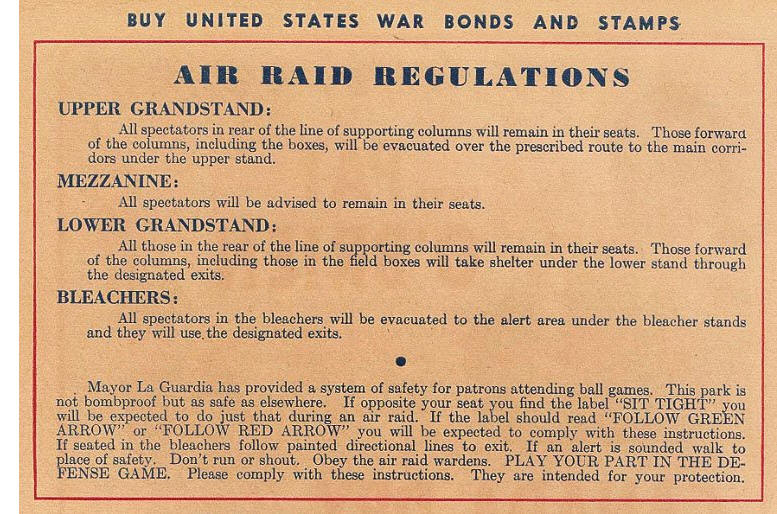 BUY UNITED STATES WAR BONDS AND STAMPS
AIR RAID REGULATIONS
UPPER GRANDSTAND:
All spectators in rear of the line of supporting columns will remain in their seats. Those forward
of the columns, including the boxes, will be evacuated over the prescribed route to the main corri-
dors under the upper stand.
MEZZANINE:
All spectators will be advised to remain in their seats.
LOWER GRANDSTAND:
All those in the rear of the line of supporting columns will remain in their seats. Those forward
of the columns, including those in the field boxes will take shelter under the lower stand through
the designated exits.
BLEACHERS:
All spectators in the bleachers will be evacuated to the alert area under the bleacher stands
and they will use the designated exits.
Mayor La Guardia has provided a system of safety for patrons attending ball games. This park is
not bombproof but as safe as elsewhere. If opposite your seat you find the label "SIT TIGHT" you
will be expected to do just that during an air raid. If the label should read "FOLLOW GREEN
ARROW" or "FOLLOW RED ARROW" you will be expected to comply with these instructions.
If seated in the bleachers follow painted directional lines to exit. If an alert is sounded walk to
place of safety. Don't run or shout. Obey the air raid wardens. PLAY YOUR PART IN THE DE-
FENSE GAME. Please comply with these instructions. They are intended for your protection.